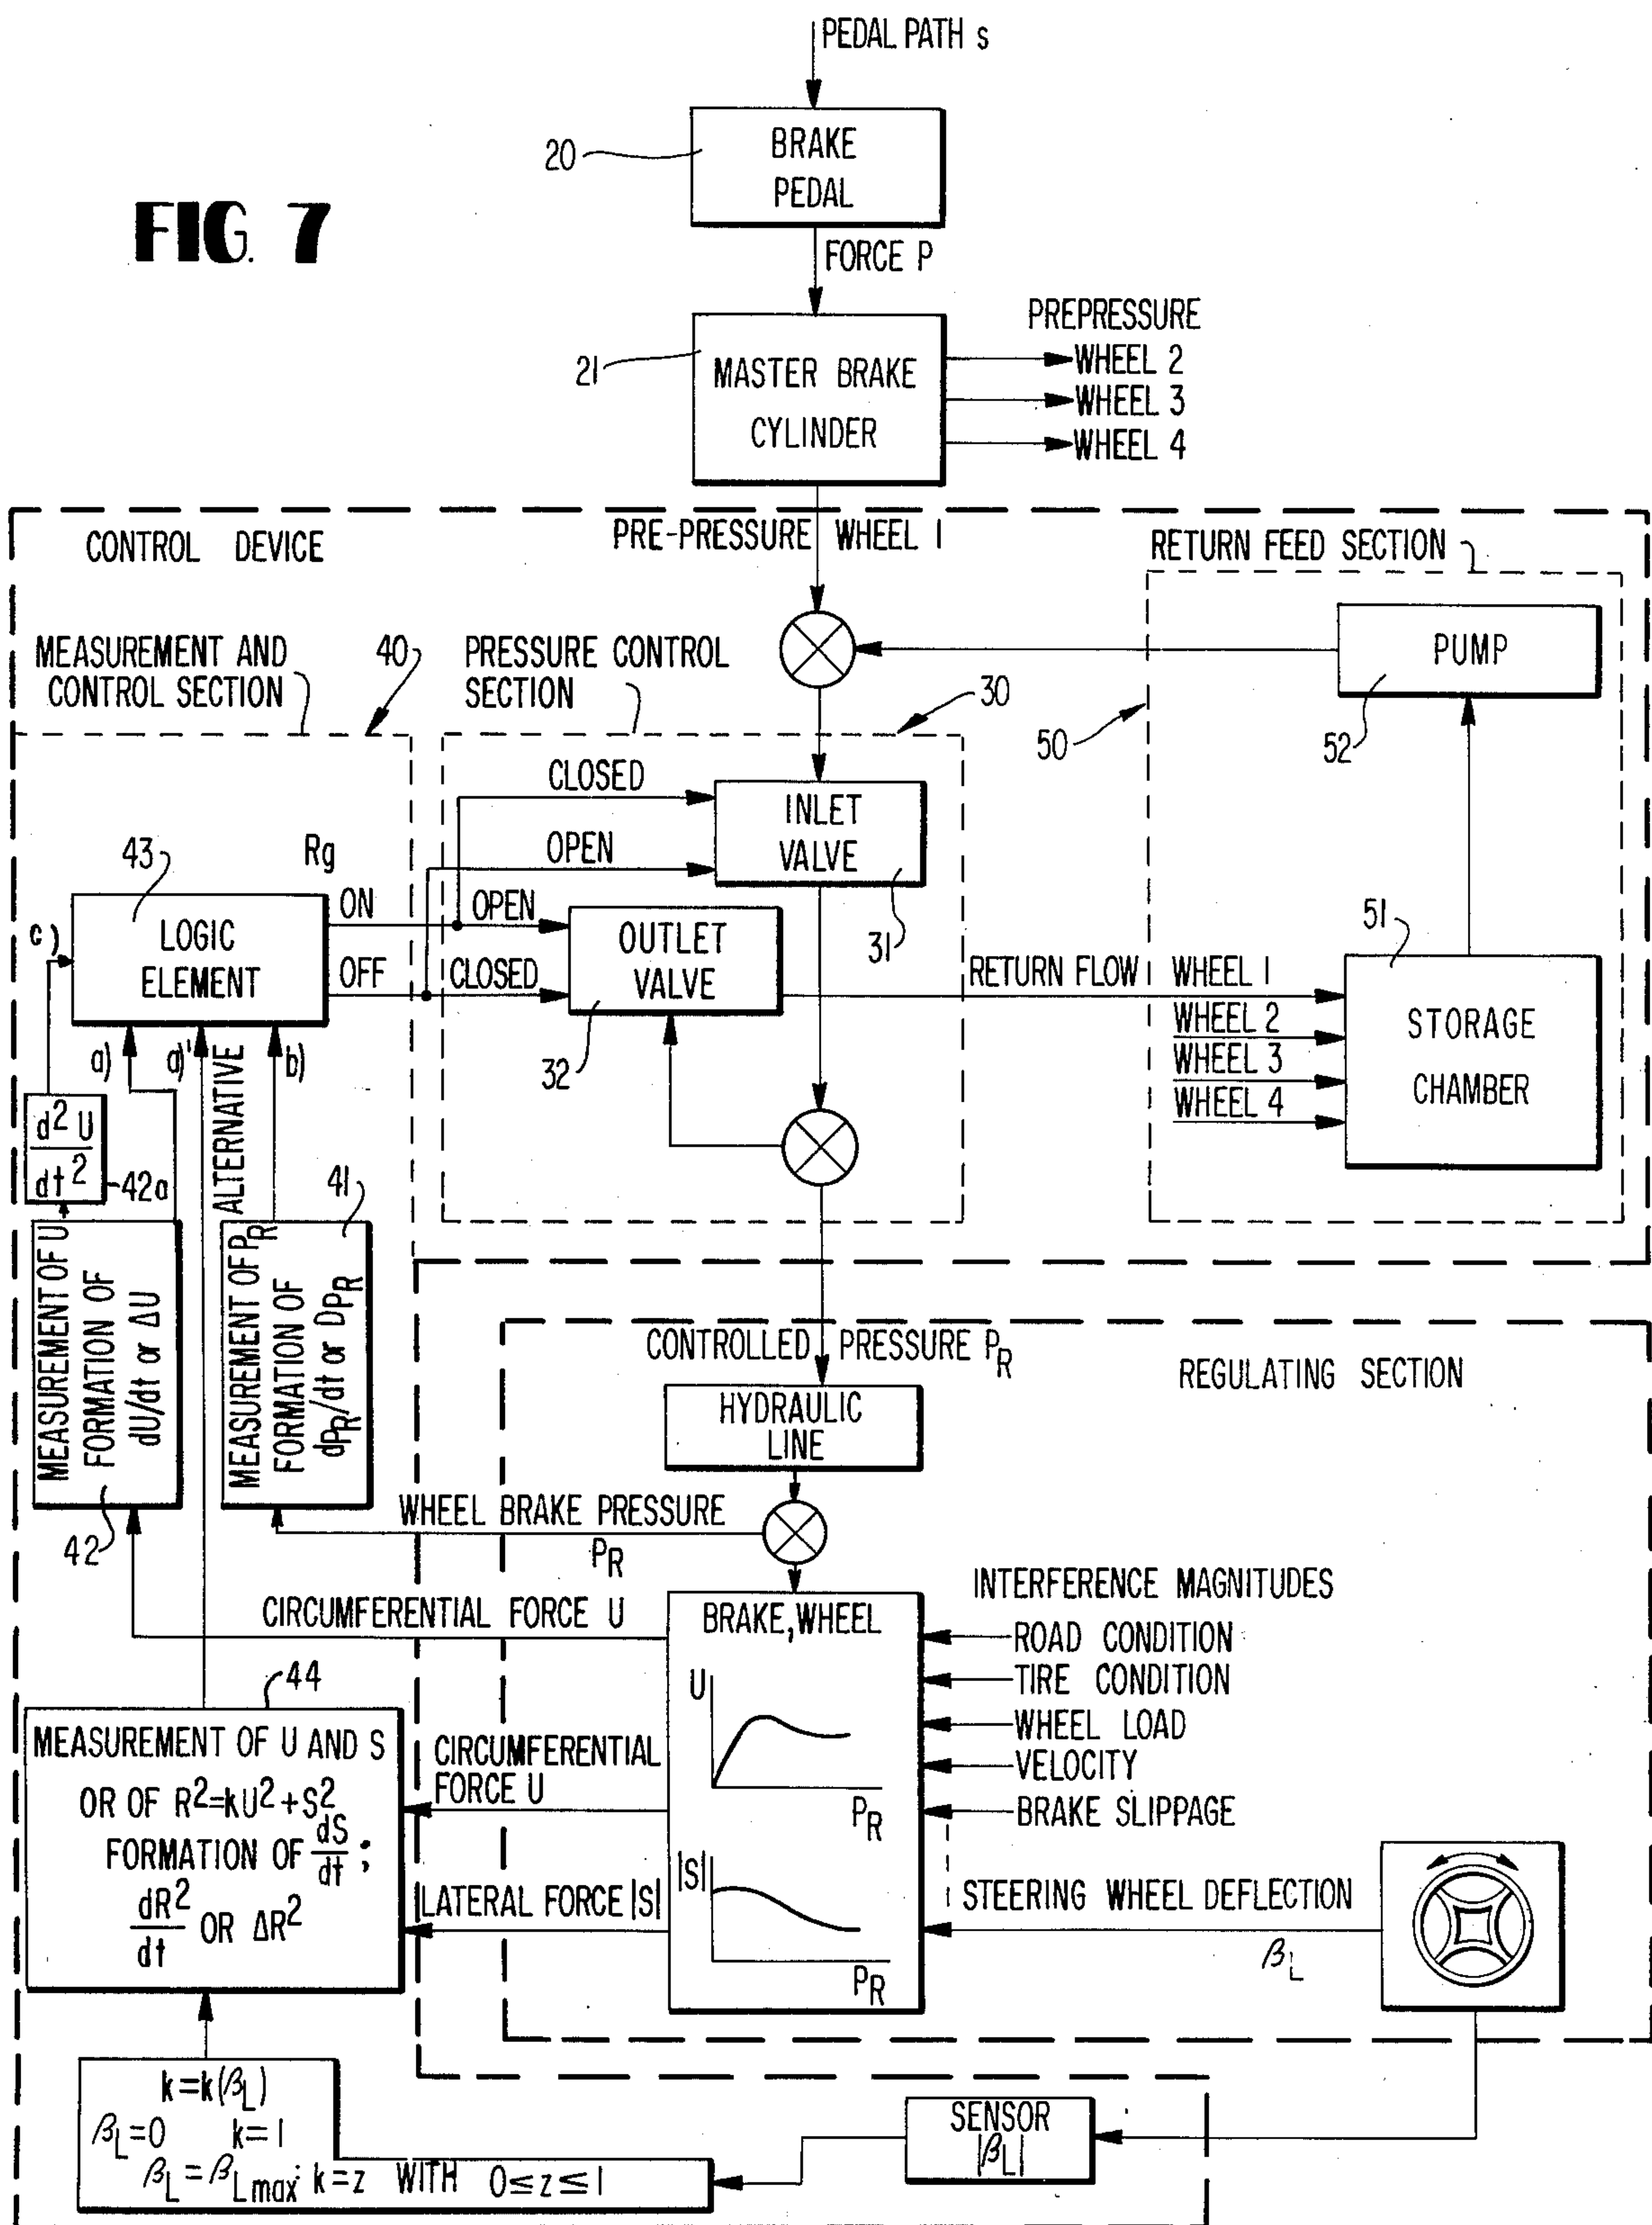 PEDAL PATH s
20
BRAKE
PEDAL
FIG. 7
FORCE P
PREPRESSURE
21
MASTER BRAKE
CYLINDER
WHEEL 2
WHEEL 3
WHEEL 4
CONTROL DEVICE
PRE-PRESSURE WHEEL 1
RETURN FEED SECTION
MEASUREMENT AND
CONTROL SECTION
40
PRESSURE CONTROL
SECTION
30
50
PUMP
52
CLOSED
INLET
VALVE
OPEN
31
43
Rg
c)
LOGIC
ELEMENT
ON
OFF
OPEN
CLOSED
OUTLET
VALVE
32
RETURN FLOW
WHEEL 1
WHEEL 2
WHEEL 3
WHEEL 4
51
STORAGE
CHAMBER
a)
a)'
ALTERNATIVE
b)
d² U
dt²
42a
41
MEASUREMENT OF U
FORMATION OF
dU/dt or ΔU
42
MEASUREMENT OF P_R
FORMATION OF
dP_R/dt or DP_R
CONTROLLED PRESSURE P_R
REGULATING SECTION
HYDRAULIC
LINE
WHEEL BRAKE PRESSURE
P_R
CIRCUMFERENTIAL FORCE U
BRAKE, WHEEL
U
P_R
|S|
P_R
INTERFERENCE MAGNITUDES
ROAD CONDITION
TIRE CONDITION
WHEEL LOAD
VELOCITY
BRAKE SLIPPAGE
44
MEASUREMENT OF U AND S
OR OF R²=kU²+S²
FORMATION OF dS/dt ;
dR²/dt OR ΔR²
CIRCUMFERENTIAL
FORCE U
LATERAL FORCE |S|
STEERING WHEEL DEFLECTION
β_L
k=k(β_L)
β_L=0 k=1
β_L=β_Lmax: k=z WITH 0≤z≤1
SENSOR
|β_L|